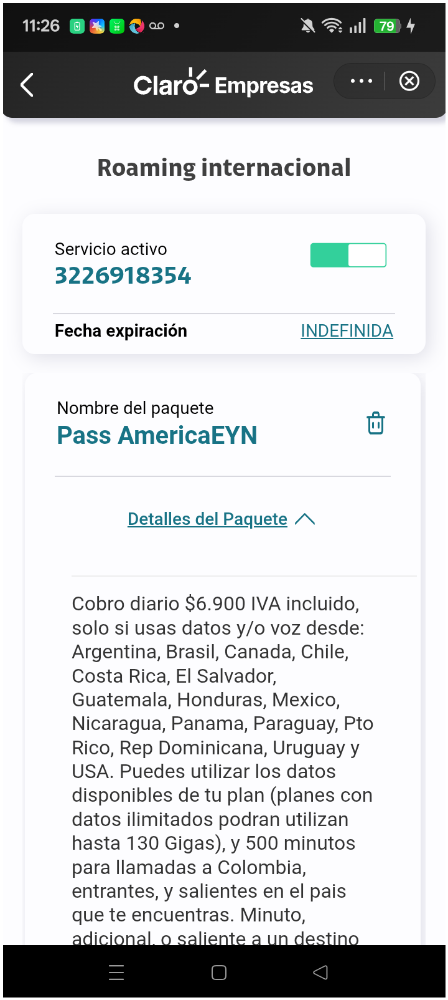 11:26
79
Claro Empresas
Roaming internacional
Servicio activo
3226918354
Fecha expiración
INDEFINIDA
Nombre del paquete
Pass AmericaEYN
Detalles del Paquete
Cobro diario $6.900 IVA incluido,
solo si usas datos y/o voz desde:
Argentina, Brasil, Canada, Chile,
Costa Rica, El Salvador,
Guatemala, Honduras, Mexico,
Nicaragua, Panama, Paraguay, Pto
Rico, Rep Dominicana, Uruguay y
USA. Puedes utilizar los datos
disponibles de tu plan (planes con
datos ilimitados podran utilizan
hasta 130 Gigas), y 500 minutos
para llamadas a Colombia,
entrantes, y salientes en el pais
que te encuentras. Minuto,
adicional, o saliente a un destino